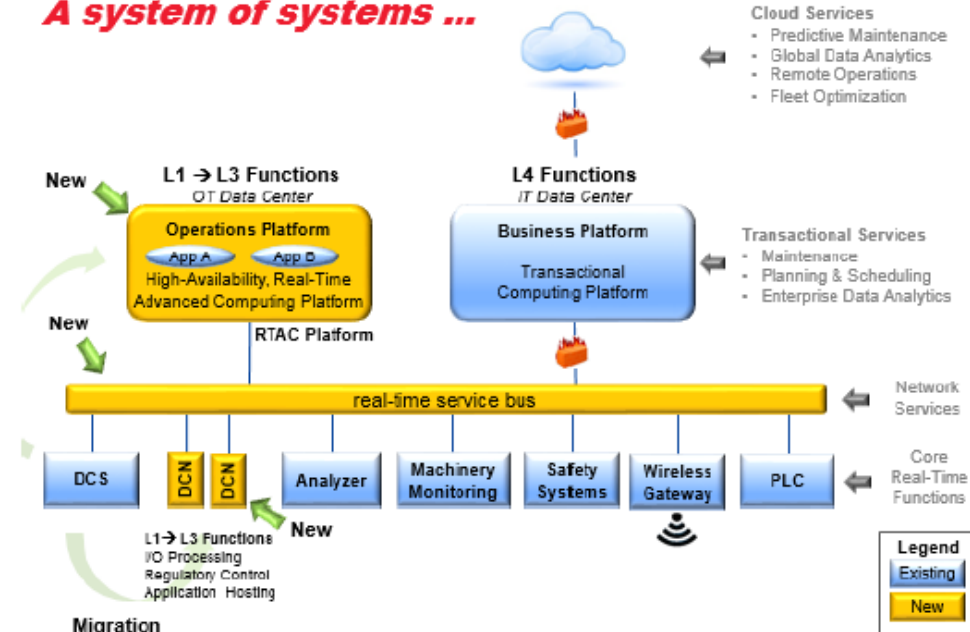 A system of systems ...
Cloud Services
- Predictive Maintenance
- Global Data Analytics
- Remote Operations
- Fleet Optimization
New
L1 → L3 Functions
OT Data Center
Operations Platform
App A
App B
High-Availability, Real-Time
Advanced Computing Platform
RTAC Platform
L4 Functions
IT Data Center
Business Platform
Transactional
Computing Platform
Transactional Services
- Maintenance
- Planning & Scheduling
- Enterprise Data Analytics
New
real-time service bus
Network
Services
DCS
DCN
DCN
Analyzer
Machinery
Monitoring
Safety
Systems
Wireless
Gateway
PLC
Core
Real-Time
Functions
New
L1→ L3 Functions
I/O Processing
Regulatory Control
Application Hosting
Migration
Legend
Existing
New